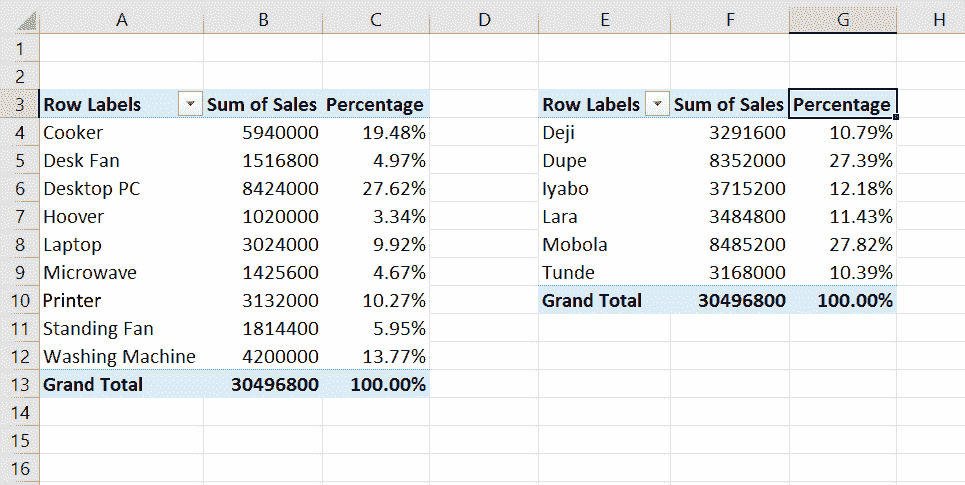 A B C D E F G H
1
2
3 Row Labels Sum of Sales Percentage Row Labels Sum of Sales Percentage
4 Cooker 5940000 19.48% Deji 3291600 10.79%
5 Desk Fan 1516800 4.97% Dupe 8352000 27.39%
6 Desktop PC 8424000 27.62% Iyabo 3715200 12.18%
7 Hoover 1020000 3.34% Lara 3484800 11.43%
8 Laptop 3024000 9.92% Mobola 8485200 27.82%
9 Microwave 1425600 4.67% Tunde 3168000 10.39%
10 Printer 3132000 10.27% Grand Total 30496800 100.00%
11 Standing Fan 1814400 5.95%
12 Washing Machine 4200000 13.77%
13 Grand Total 30496800 100.00%
14
15
16